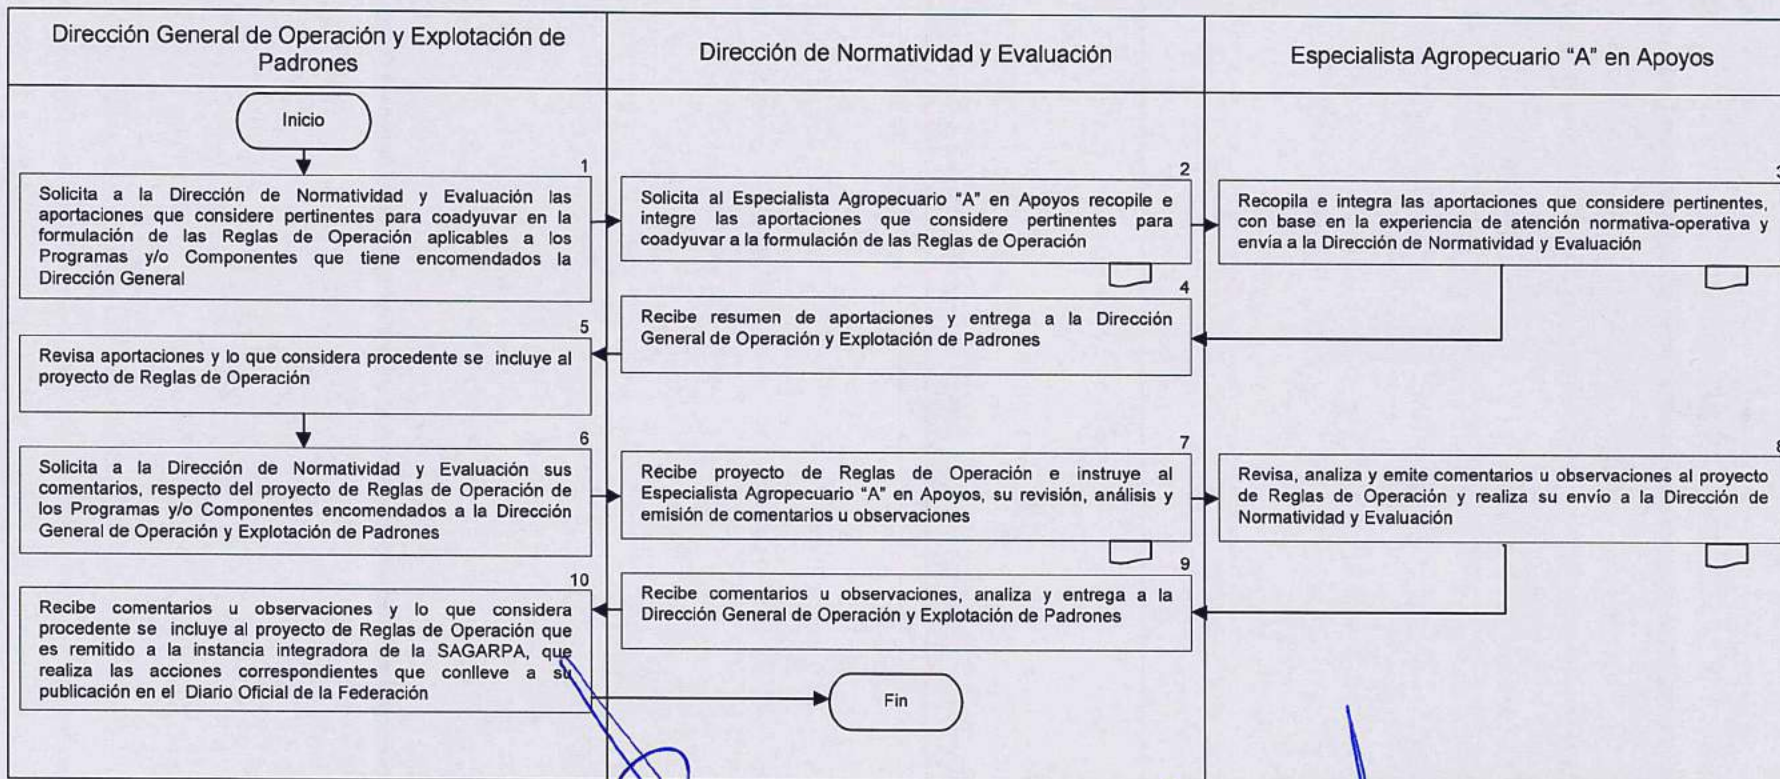 Dirección General de Operación y Explotación de
Padrones
Dirección de Normatividad y Evaluación
Especialista Agropecuario “A” en Apoyos
Inicio
1
Solicita a la Dirección de Normatividad y Evaluación las
aportaciones que considere pertinentes para coadyuvar en la
formulación de las Reglas de Operación aplicables a los
Programas y/o Componentes que tiene encomendados la
Dirección General
2
Solicita al Especialista Agropecuario “A” en Apoyos recopile e
integre las aportaciones que considere pertinentes para
coadyuvar a la formulación de las Reglas de Operación
3
Recopila e integra las aportaciones que considere pertinentes,
con base en la experiencia de atención normativa-operativa y
envía a la Dirección de Normatividad y Evaluación
4
Recibe resumen de aportaciones y entrega a la Dirección
General de Operación y Explotación de Padrones
5
Revisa aportaciones y lo que considera procedente se incluye al
proyecto de Reglas de Operación
6
Solicita a la Dirección de Normatividad y Evaluación sus
comentarios, respecto del proyecto de Reglas de Operación de
los Programas y/o Componentes encomendados a la Dirección
General de Operación y Explotación de Padrones
7
Recibe proyecto de Reglas de Operación e instruye al
Especialista Agropecuario “A” en Apoyos, su revisión, análisis y
emisión de comentarios u observaciones
8
Revisa, analiza y emite comentarios u observaciones al proyecto
de Reglas de Operación y realiza su envío a la Dirección de
Normatividad y Evaluación
9
Recibe comentarios u observaciones, analiza y entrega a la
Dirección General de Operación y Explotación de Padrones
10
Recibe comentarios u observaciones y lo que considera
procedente se incluye al proyecto de Reglas de Operación que
es remitido a la instancia integradora de la SAGARPA, que
realiza las acciones correspondientes que conlleve a su
publicación en el Diario Oficial de la Federación
Fin